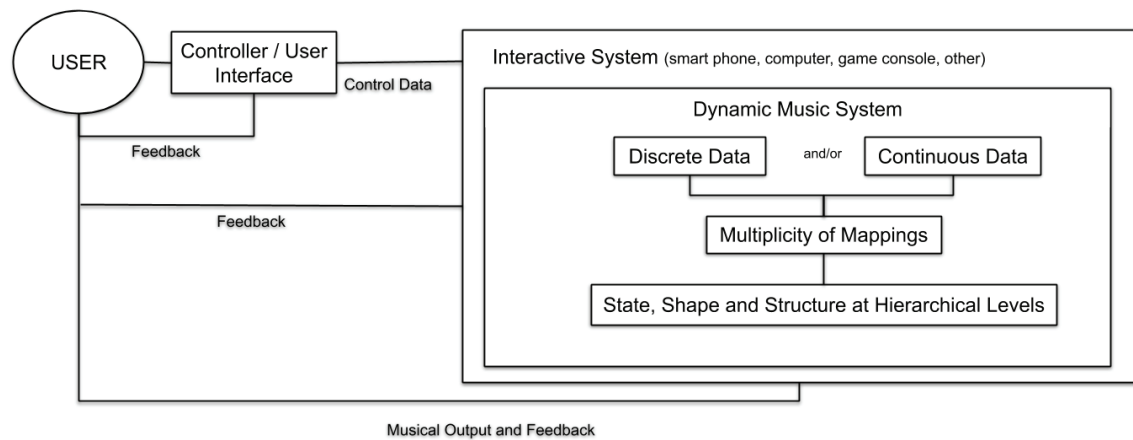 USER
Controller / User
Interface
Control Data
Feedback
Feedback
Interactive System (smart phone, computer, game console, other)
Dynamic Music System
Discrete Data
and/or
Continuous Data
Multiplicity of Mappings
State, Shape and Structure at Hierarchical Levels
Musical Output and Feedback